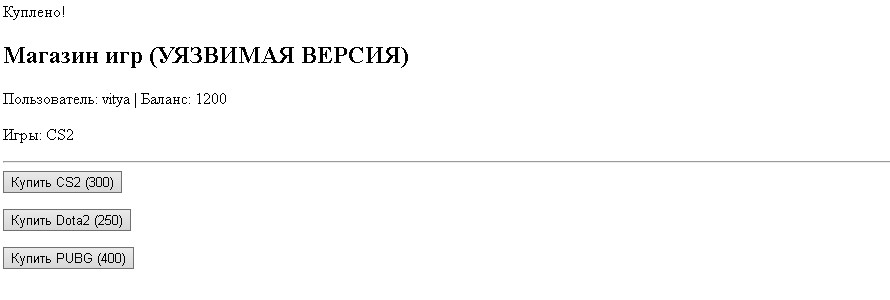 Куплено!
Магазин игр (УЯЗВИМАЯ ВЕРСИЯ)
Пользователь: vitya | Баланс: 1200
Игры: CS2
Купить CS2 (300)
Купить Dota2 (250)
Купить PUBG (400)